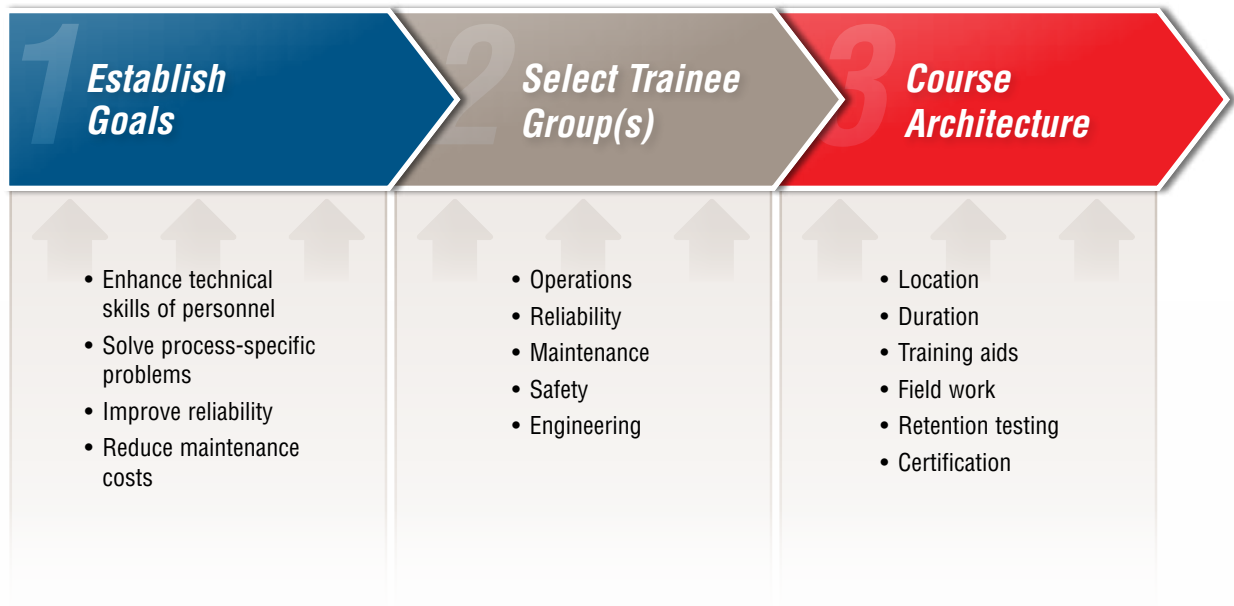 1
Establish
Goals
• Enhance technical
skills of personnel
• Solve process-specific
problems
• Improve reliability
• Reduce maintenance
costs
2
Select Trainee
Group(s)
• Operations
• Reliability
• Maintenance
• Safety
• Engineering
3
Course
Architecture
• Location
• Duration
• Training aids
• Field work
• Retention testing
• Certification